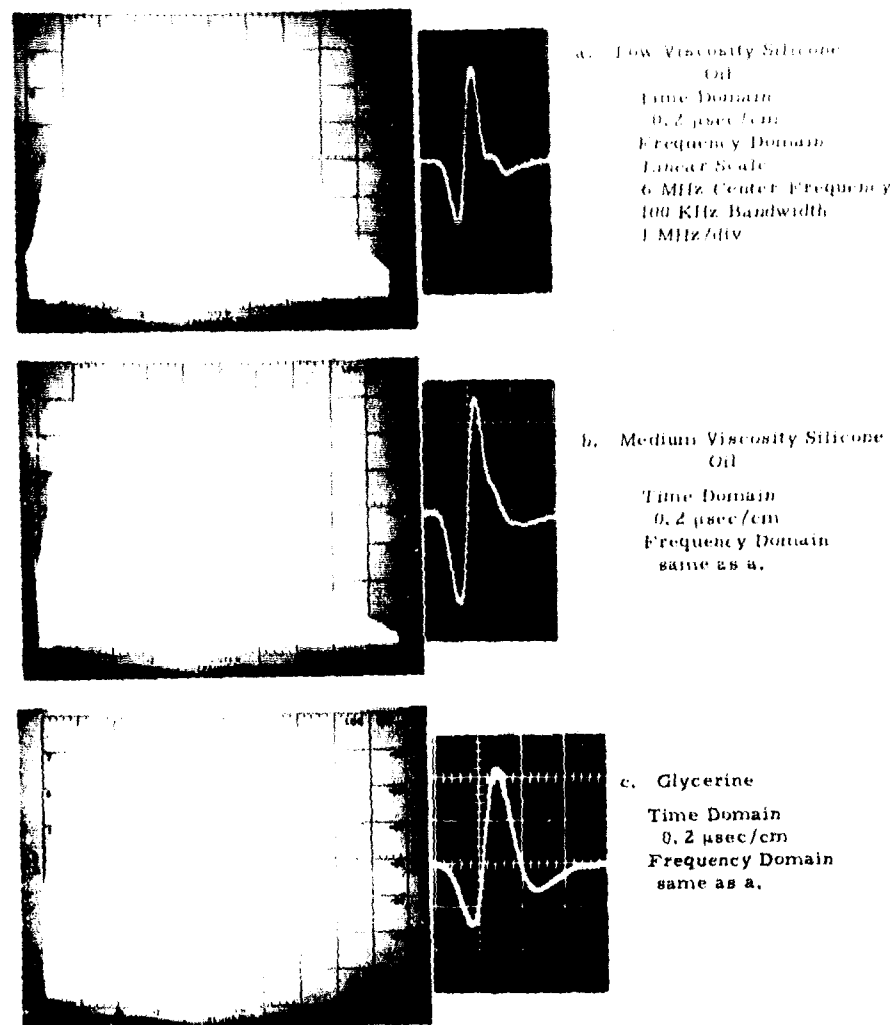 a. Low Viscosity Silicone
Oil
Time Domain
0.2 μsec/cm
Frequency Domain
Linear Scale
6 MHz Center Frequency
100 KHz Bandwidth
1 MHz/div
b. Medium Viscosity Silicone
Oil
Time Domain
0.2 μsec/cm
Frequency Domain
same as a.
c. Glycerine
Time Domain
0.2 μsec/cm
Frequency Domain
same as a.